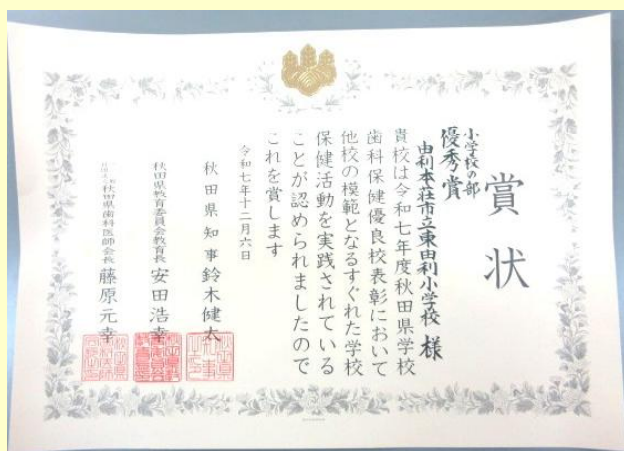 賞状
小学校の部
優秀賞
由利本荘市立東由利小学校 様
貴校は令和七年度秋田県学校
歯科保健優良校表彰において
他校の模範となるすぐれた学校
保健活動を実践されている
ことが認められましたので
これを賞します
令和七年十二月六日
秋田県知事 鈴木健太
秋田県教育委員会教育長 安田浩幸
秋田県歯科医師会長 藤原元幸